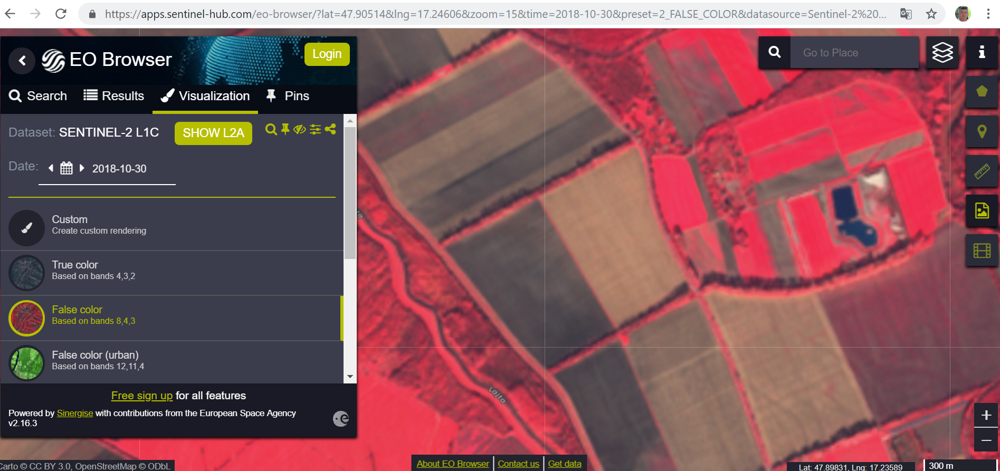 https://apps.sentinel-hub.com/eo-browser/?lat=47.90514&lng=17.24606&zoom=15&time=2018-10-30&preset=2_FALSE_COLOR&datasource=Sentinel-2%20...
EO Browser
Login
Go to Place
Search
Results
Visualization
Pins
Dataset: SENTINEL-2 L1C
SHOW L2A
Date:
2018-10-30
Custom
Create custom rendering
True color
Based on bands 4,3,2
False color
Based on bands 8,4,3
False color (urban)
Based on bands 12,11,4
Free sign up for all features
Powered by Sinergise with contributions from the European Space Agency
v2.16.3
Lajta
Carto © CC BY 3.0, OpenStreetMap © ODbL
About EO Browser
Contact us
Get data
Lat: 47.89831, Lng: 17.23589
300 m